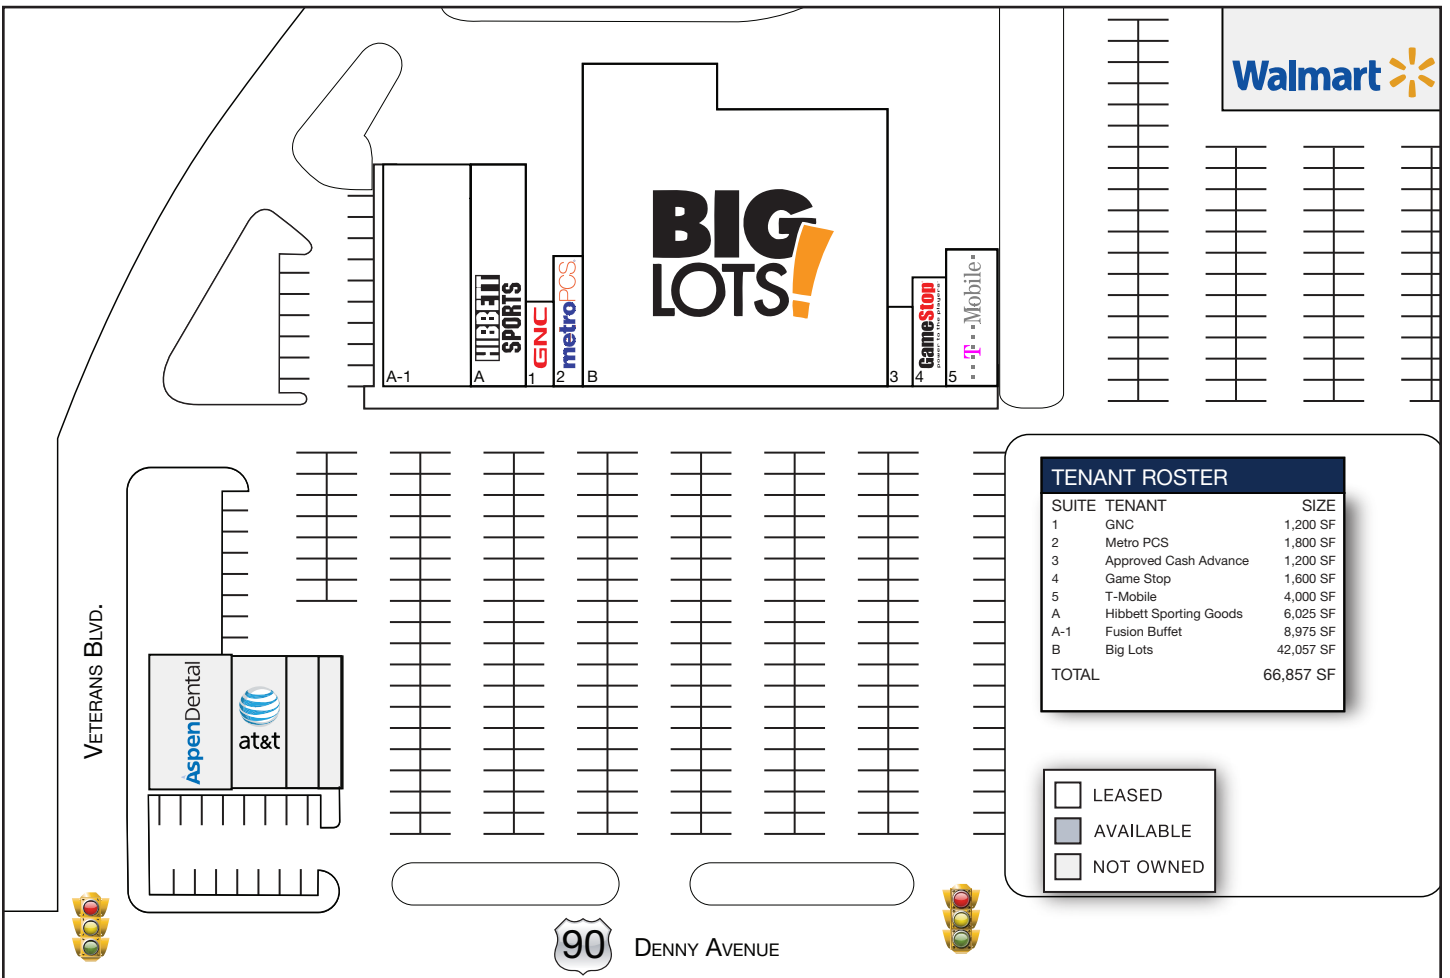 Walmart
BIG
LOTS!
HIBBETT
SPORTS
GNC
metroPCS.
GameStop
power to the players
T Mobile
A-1
A
1
2
B
3
4
5
TENANT ROSTER
SUITE TENANT SIZE
1 GNC 1,200 SF
2 Metro PCS 1,800 SF
3 Approved Cash Advance 1,200 SF
4 Game Stop 1,600 SF
5 T-Mobile 4,000 SF
A Hibbett Sporting Goods 6,025 SF
A-1 Fusion Buffet 8,975 SF
B Big Lots 42,057 SF
TOTAL 66,857 SF
VETERANS BLVD.
AspenDental
at&t
LEASED
AVAILABLE
NOT OWNED
90
DENNY AVENUE